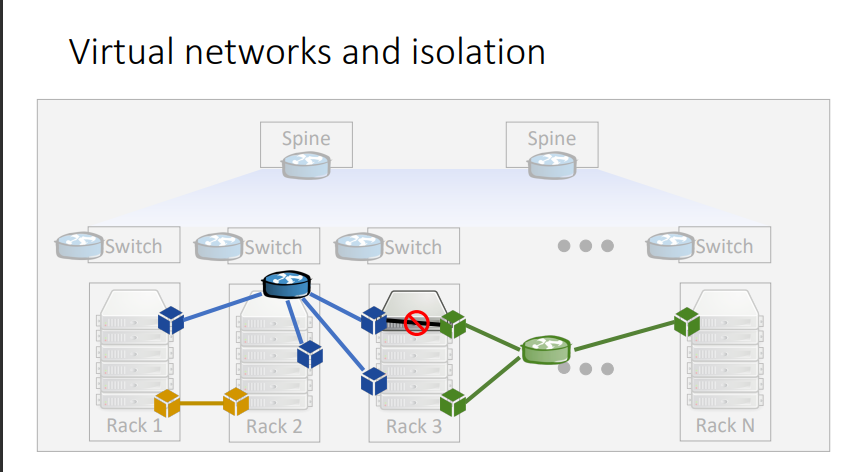 Virtual networks and isolation
Spine
Spine
Switch
Switch
Switch
Switch
Rack 1
Rack 2
Rack 3
Rack N